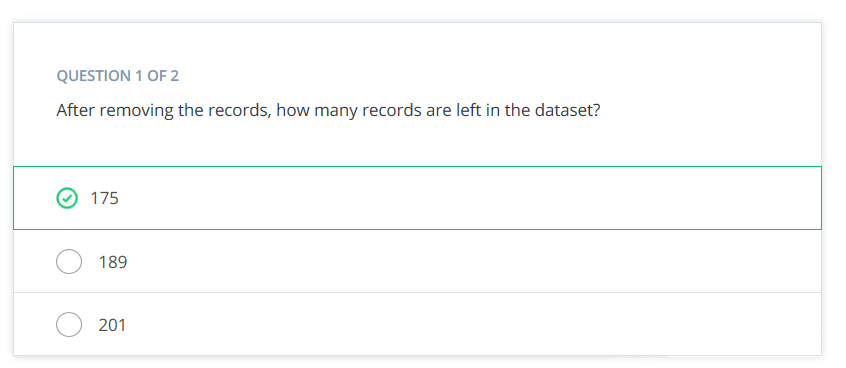 QUESTION 1 OF 2
After removing the records, how many records are left in the dataset?
175
189
201